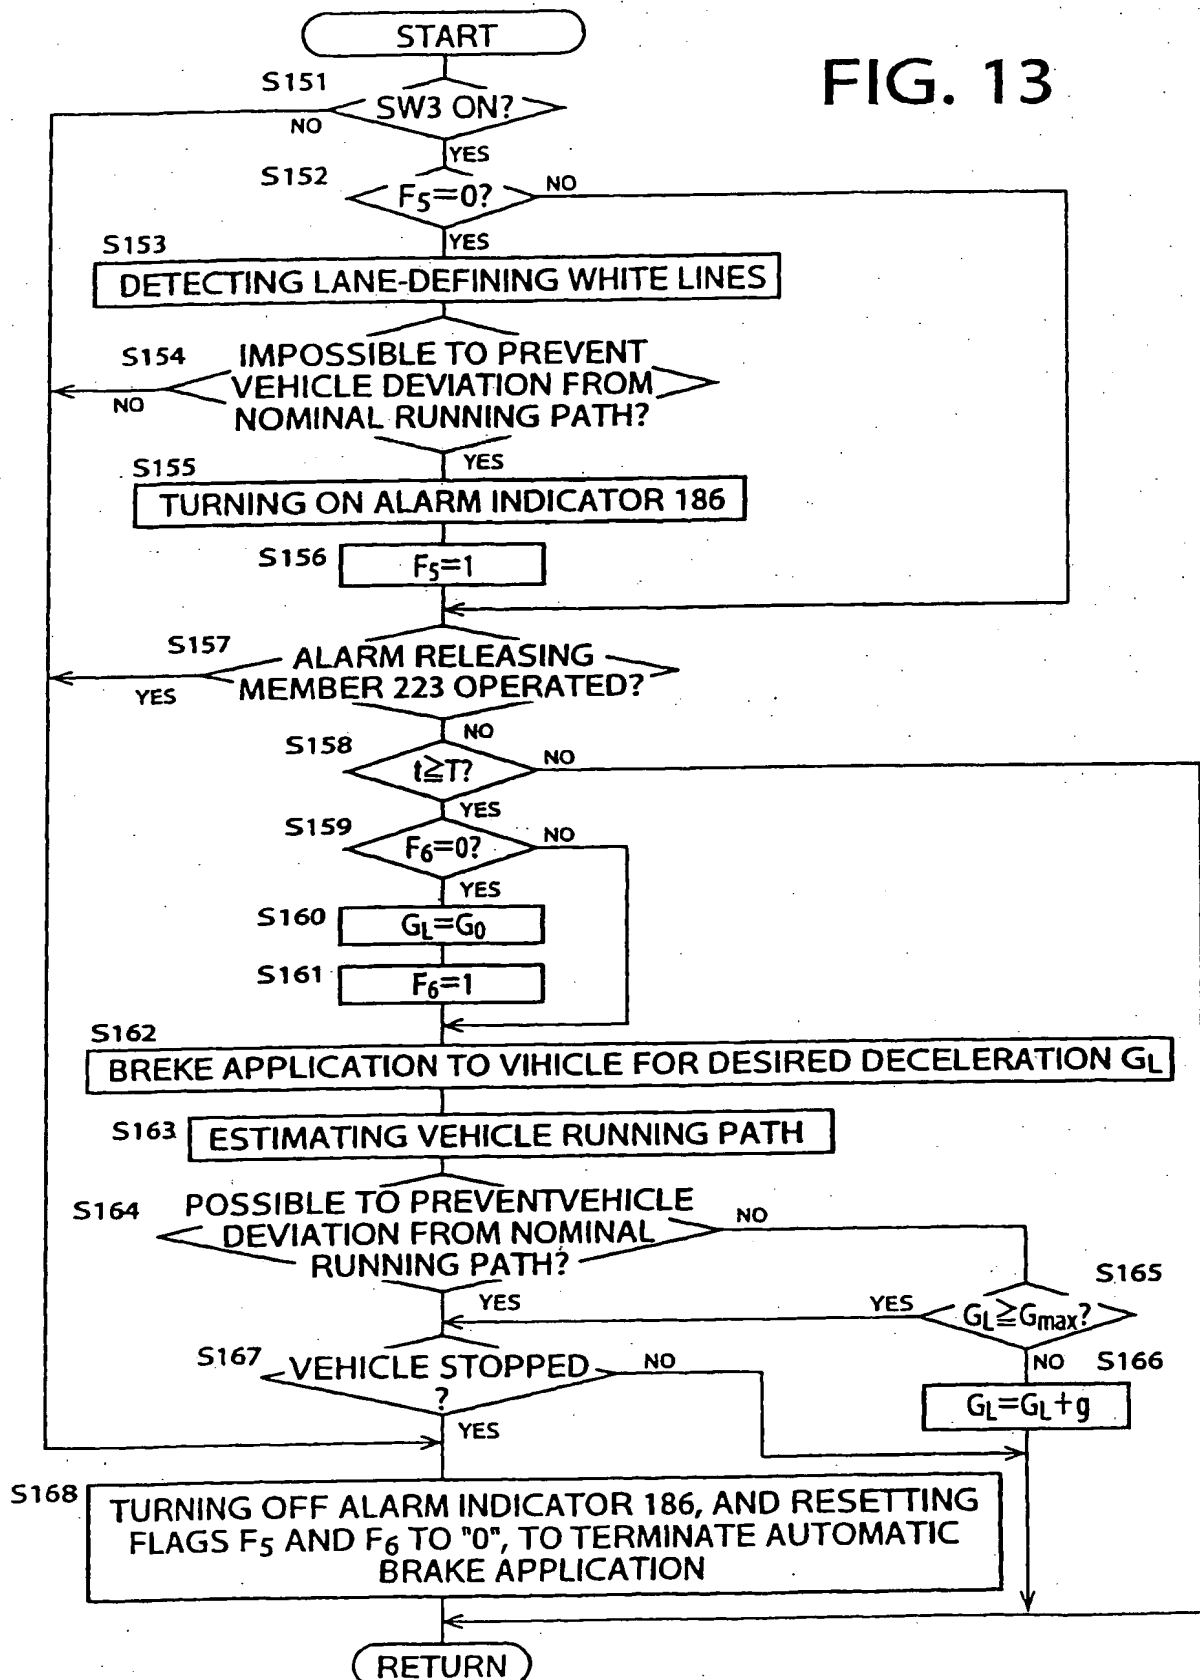 START
FIG. 13
S151
SW3 ON?
NO
YES
S152
F5=0?
NO
YES
S153
DETECTING LANE-DEFINING WHITE LINES
S154
IMPOSSIBLE TO PREVENT
VEHICLE DEVIATION FROM
NOMINAL RUNNING PATH?
NO
YES
S155
TURNING ON ALARM INDICATOR 186
S156
F5=1
S157
ALARM RELEASING
MEMBER 223 OPERATED?
YES
NO
S158
t≧T?
NO
YES
S159
F6=0?
NO
YES
S160
GL=G0
S161
F6=1
S162
BREKE APPLICATION TO VIHICLE FOR DESIRED DECELERATION GL
S163
ESTIMATING VEHICLE RUNNING PATH
S164
POSSIBLE TO PREVENTVEHICLE
DEVIATION FROM NOMINAL
RUNNING PATH?
NO
YES
S165
GL≧Gmax?
YES
NO
S166
GL=GL+g
S167
VEHICLE STOPPED
?
NO
YES
S168
TURNING OFF ALARM INDICATOR 186, AND RESETTING
FLAGS F5 AND F6 TO "0", TO TERMINATE AUTOMATIC
BRAKE APPLICATION
RETURN